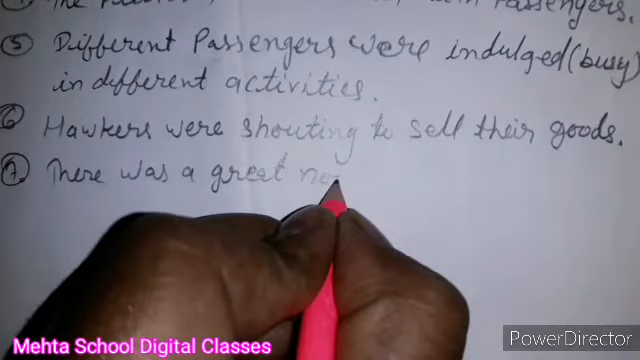 Passengers.
⑤ Different Passengers were indulged (busy)
in different activities.
⑥ Hawkers were shouting to sell their goods.
⑦ There was a great
Mehta School Digital Classes
PowerDirector